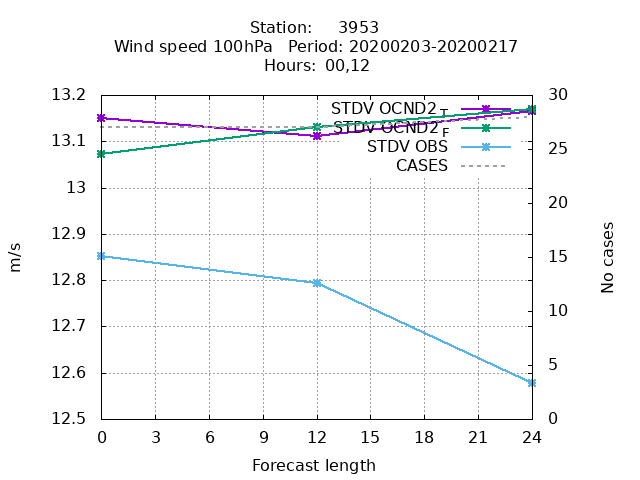 Station: 3953
Wind speed 100hPa Period: 20200203-20200217
Hours: 00,12
13.2
13.1
13
12.9
12.8
12.7
12.6
12.5
m/s
STDV OCND2_T
STDV OCND2_F
STDV OBS
CASES
30
25
20
15
10
5
0
No cases
0 3 6 9 12 15 18 21 24
Forecast length